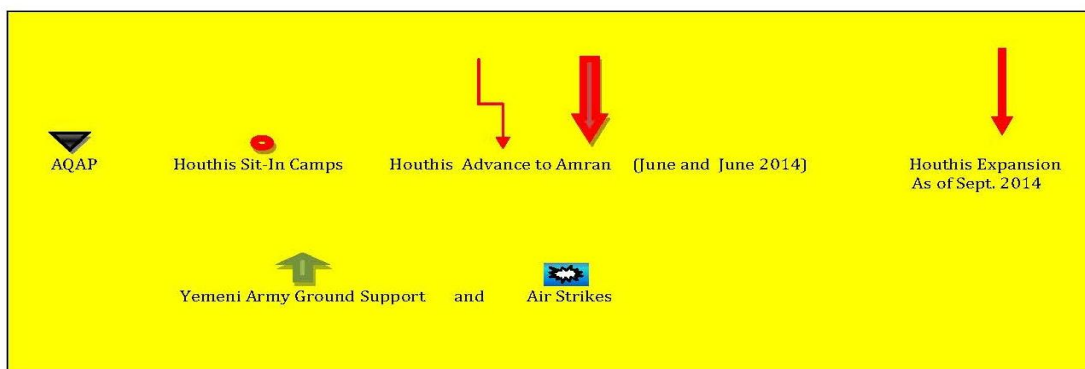 AQAP Houthis Sit-In Camps Houthis Advance to Amran (June and June 2014) Houthis Expansion
As of Sept. 2014
Yemeni Army Ground Support and Air Strikes